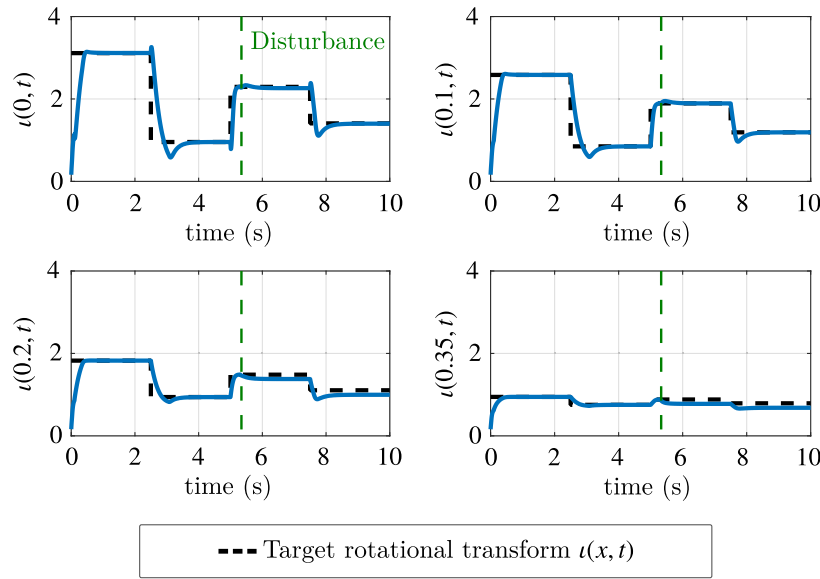 4
2
0
ι(0, t)
Disturbance
0 2 4 6 8 10
time (s)
4
2
0
ι(0.1, t)
0 2 4 6 8 10
time (s)
4
2
0
ι(0.2, t)
0 2 4 6 8 10
time (s)
4
2
0
ι(0.35, t)
0 2 4 6 8 10
time (s)
Target rotational transform ι(x, t)